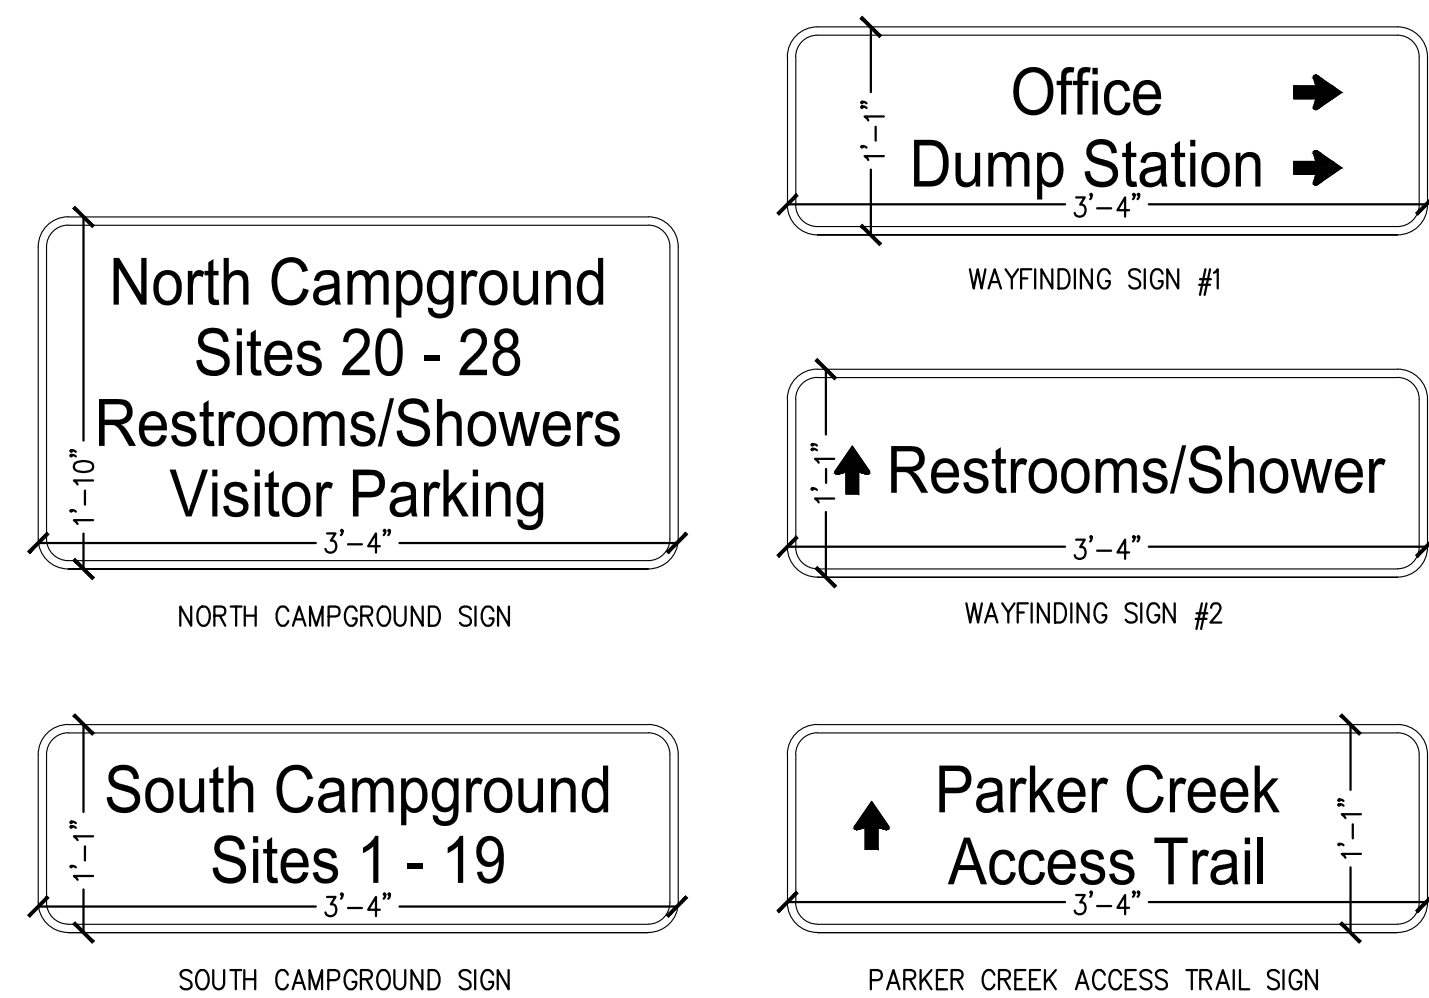 North Campground
Sites 20 - 28
Restrooms/Showers
Visitor Parking
1'-10"
3'-4"
NORTH CAMPGROUND SIGN
South Campground
Sites 1 - 19
1'-1"
3'-4"
SOUTH CAMPGROUND SIGN
Office
Dump Station
1'-1"
3'-4"
WAYFINDING SIGN #1
Restrooms/Shower
1'-1"
3'-4"
WAYFINDING SIGN #2
Parker Creek
Access Trail
1'-1"
3'-4"
PARKER CREEK ACCESS TRAIL SIGN